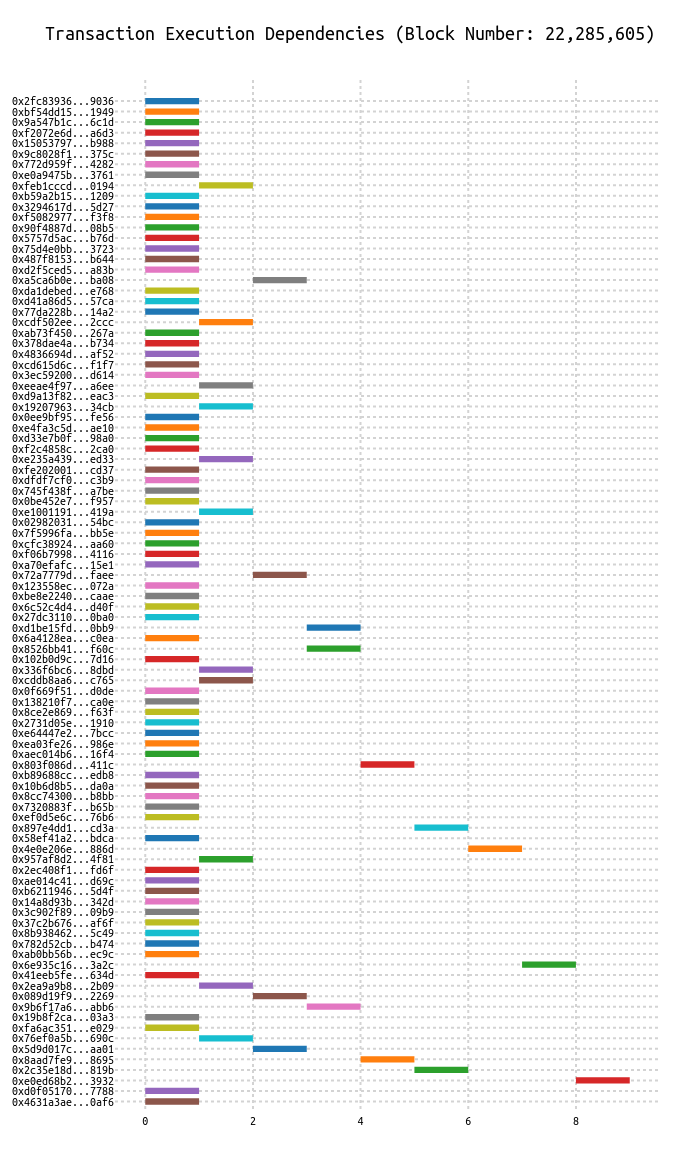 Transaction Execution Dependencies (Block Number: 22,285,605)
0x2fc83936...9036
0xbf54dd15...1949
0x9a547b1c...6c1d
0xf2072e6d...a6d3
0x15053797...b988
0x9c8028f1...375c
0x772d959f...4282
0xe0a9475b...3761
0xfeb1cccd...0194
0xb59a2b15...1209
0x3294617d...5d27
0xf5082977...f3f8
0x90f4887d...08b5
0x5757d5ac...b76d
0x75d4e0bb...3723
0x487f8153...b644
0xd2f5ced5...a83b
0xa5ca6b0e...ba08
0xda1debed...e768
0xd41a86d5...57ca
0x77da228b...14a2
0xcdf502ee...2ccc
0xab73f450...267a
0x378dae4a...b734
0x4836694d...af52
0xcd615d6c...f1f7
0x3ec59200...d614
0xeeae4f97...a6ee
0xd9a13f82...eac3
0x19207963...34cb
0x0ee9bf95...fe56
0xe4fa3c5d...ae10
0xd33e7b0f...98a0
0xf2c4858c...2ca0
0xe235a439...ed33
0xfe202001...cd37
0xdfdf7cf0...c3b9
0x745f438f...a7be
0x0be452e7...f957
0xe1001191...419a
0x02982031...54bc
0x7f5996fa...bb5e
0xcfc38924...aa60
0xf06b7998...4116
0xa70efafc...15e1
0x72a7779d...faee
0x123558ec...072a
0xbe8e2240...caae
0x6c52c4d4...d40f
0x27dc3110...0ba0
0xd1be15fd...0bb9
0x6a4128ea...c0ea
0x8526bb41...f60c
0x102b0d9c...7d16
0x336f6bc6...8dbd
0xcddb8aa6...c765
0x0f669f51...d0de
0x138210f7...ca0e
0x8ce2e869...f63f
0x2731d05e...1910
0xe64447e2...7bcc
0xea03fe26...986e
0xaec014b6...16f4
0x803f086d...411c
0xb89688cc...edb8
0x10b6d8b5...da0a
0x8cc74300...b8bb
0x7320883f...b65b
0xef0d5e6c...76b6
0x897e4dd1...cd3a
0x58ef41a2...bdca
0x4e0e206e...886d
0x957af8d2...4f81
0x2ec408f1...fd6f
0xae014c41...d69c
0xb6211946...5d4f
0x14a8d93b...342d
0x3c902f89...09b9
0x37c2b676...af6f
0x8b938462...5c49
0x782d52cb...b474
0xab0bb56b...ec9c
0x6e935c16...3a2c
0x41eeb5fe...634d
0x2ea9a9b8...2b09
0x089d19f9...2269
0x9b6f17a6...abb6
0x19b8f2ca...03a3
0xfa6ac351...e029
0x76ef0a5b...690c
0x5d9d017c...aa01
0x8aad7fe9...8695
0x2c35e18d...819b
0xe0ed68b2...3932
0xd0f05170...7788
0x4631a3ae...0af6
0 2 4 6 8